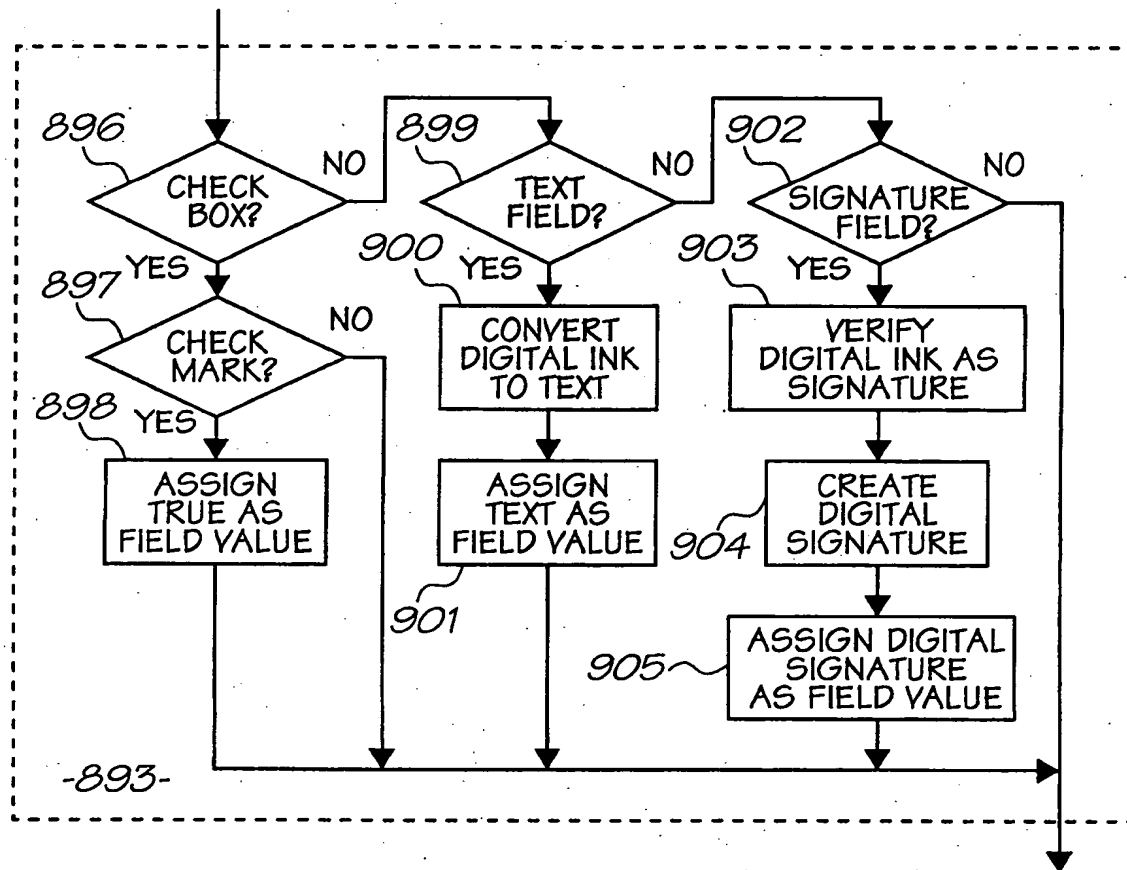 896
CHECK
BOX?
NO
YES
897
CHECK
MARK?
NO
YES
898
ASSIGN
TRUE AS
FIELD VALUE
899
TEXT
FIELD?
NO
YES
900
CONVERT
DIGITAL INK
TO TEXT
ASSIGN
TEXT AS
FIELD VALUE
901
902
SIGNATURE
FIELD?
NO
YES
903
VERIFY
DIGITAL INK AS
SIGNATURE
CREATE
DIGITAL
SIGNATURE
904
ASSIGN DIGITAL
SIGNATURE
AS FIELD VALUE
905
-893-